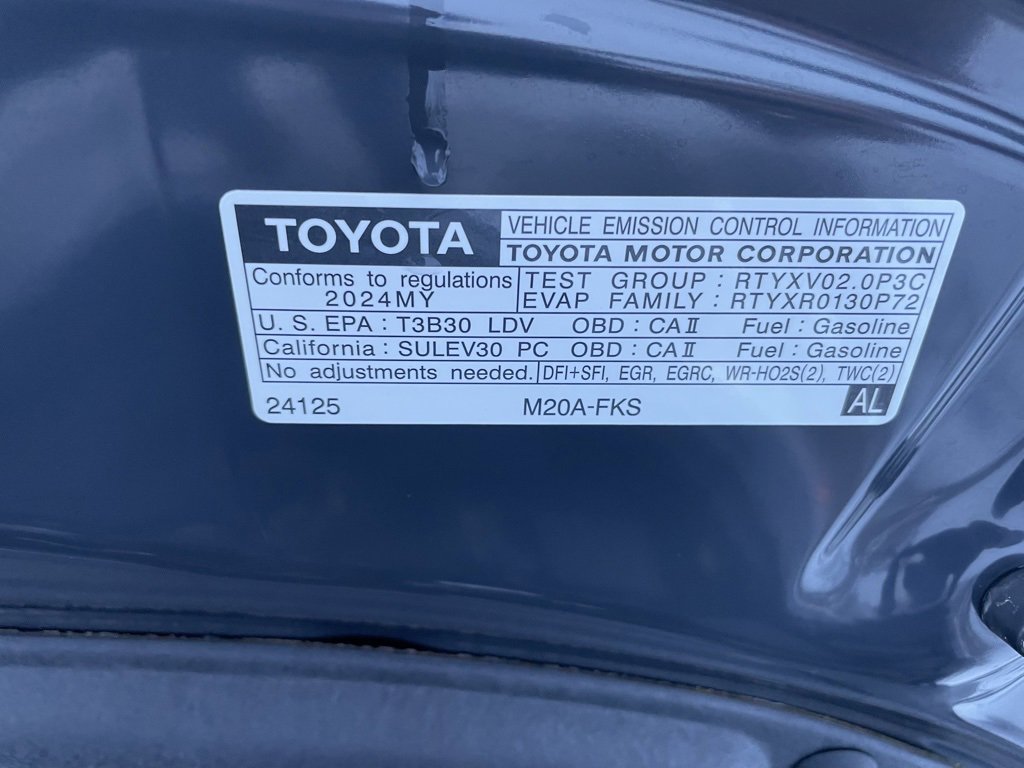 TOYOTA
VEHICLE EMISSION CONTROL INFORMATION
TOYOTA MOTOR CORPORATION
Conforms to regulations
2024MY
TEST GROUP : RTYXV02.0P3C
EVAP FAMILY : RTYXR0130P72
U. S. EPA : T3B30 LDV OBD : CAⅡ Fuel : Gasoline
California : SULEV30 PC OBD : CAⅡ Fuel : Gasoline
No adjustments needed. DFI+SFI, EGR, EGRC, WR-HO2S(2), TWC(2)
24125 M20A-FKS AL